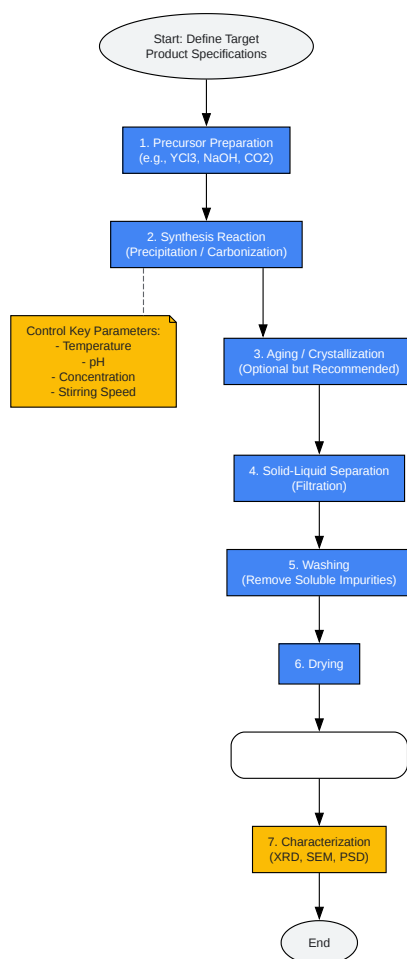 Start: Define Target
Product Specifications
1. Precursor Preparation
(e.g., YCl3, NaOH, CO2)
2. Synthesis Reaction
(Precipitation / Carbonization)
Control Key Parameters:
- Temperature
- pH
- Concentration
- Stirring Speed
3. Aging / Crystallization
(Optional but Recommended)
4. Solid-Liquid Separation
(Filtration)
5. Washing
(Remove Soluble Impurities)
6. Drying
7. Characterization
(XRD, SEM, PSD)
End